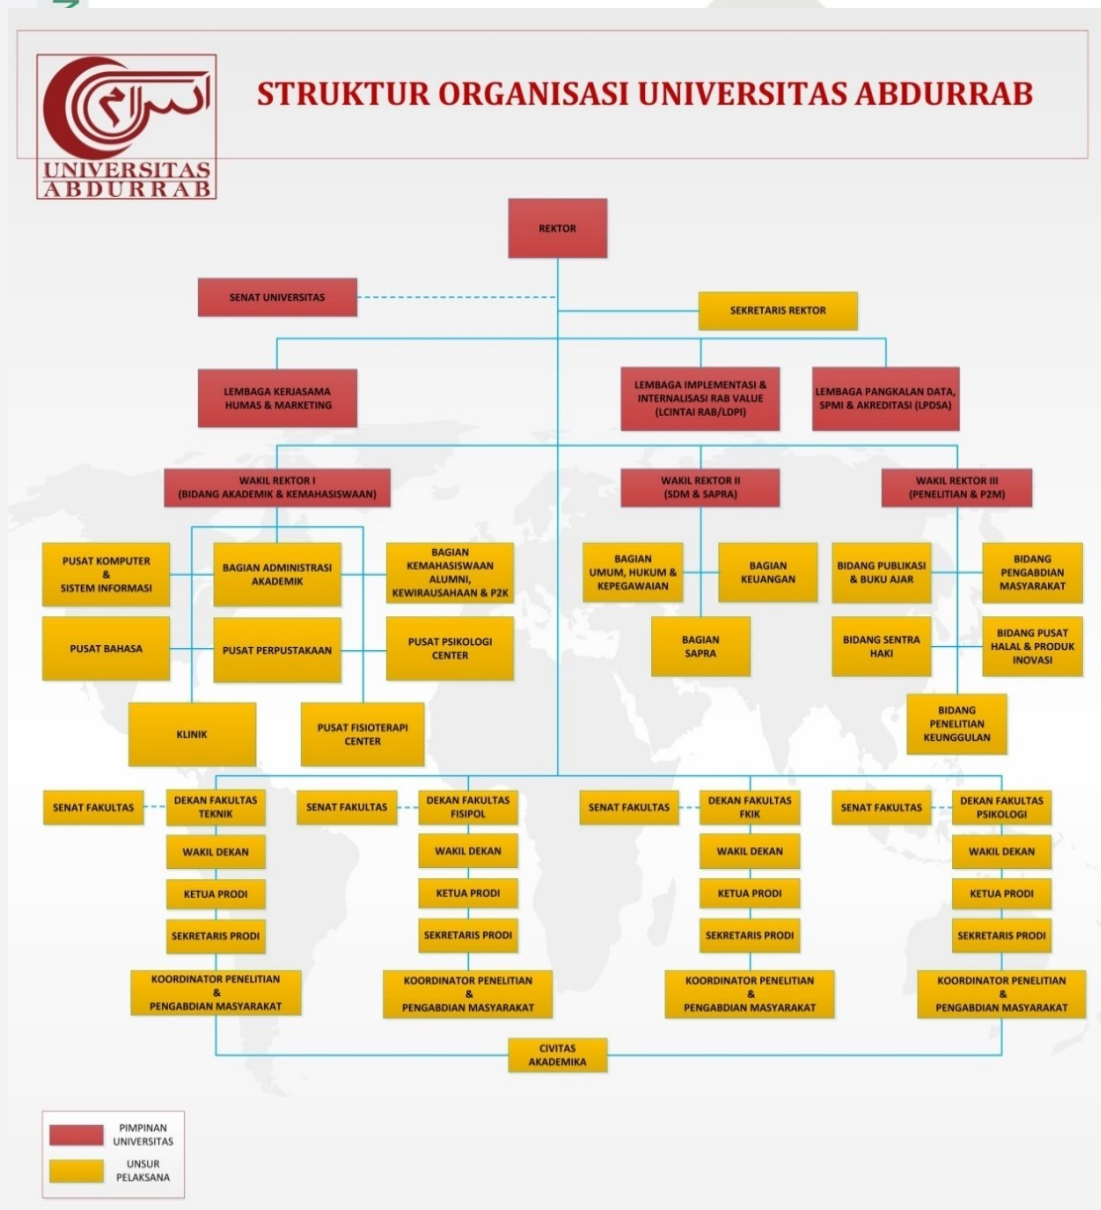 اسلام
UNIVERSITAS
ABDURRAB
STRUKTUR ORGANISASI UNIVERSITAS ABDURRAB
REKTOR
SENAT UNIVERSITAS
SEKRETARIS REKTOR
LEMBAGA KERJASAMA
HUMAS & MARKETING
LEMBAGA IMPLEMENTASI &
INTERNALISASI RAB VALUE
(LCINTAI RAB/LDPI)
LEMBAGA PANGKALAN DATA,
SPMI & AKREDITASI (LPDSA)
WAKIL REKTOR I
(BIDANG AKADEMIK & KEMAHASISWAAN)
WAKIL REKTOR II
(SDM & SAPRA)
WAKIL REKTOR III
(PENELITIAN & P2M)
PUSAT KOMPUTER
&
SISTEM INFORMASI
BAGIAN ADMINISTRASI
AKADEMIK
BAGIAN
KEMAHASISWAAN
ALUMNI,
KEWIRAUSAHAAN & P2K
BAGIAN
UMUM, HUKUM &
KEPEGAWAIAN
BAGIAN
KEUANGAN
BIDANG PUBLIKASI
& BUKU AJAR
BIDANG
PENGABDIAN
MASYARAKAT
PUSAT BAHASA
PUSAT PERPUSTAKAAN
PUSAT PSIKOLOGI
CENTER
BAGIAN
SAPRA
BIDANG SENTRA
HAKI
BIDANG PUSAT
HALAL & PRODUK
INOVASI
KLINIK
PUSAT FISIOTERAPI
CENTER
BIDANG
PENELITIAN
KEUNGGULAN
SENAT FAKULTAS
DEKAN FAKULTAS
TEKNIK
SENAT FAKULTAS
DEKAN FAKULTAS
FISIPOL
SENAT FAKULTAS
DEKAN FAKULTAS
FKIK
SENAT FAKULTAS
DEKAN FAKULTAS
PSIKOLOGI
WAKIL DEKAN
WAKIL DEKAN
WAKIL DEKAN
WAKIL DEKAN
KETUA PRODI
KETUA PRODI
KETUA PRODI
KETUA PRODI
SEKRETARIS PRODI
SEKRETARIS PRODI
SEKRETARIS PRODI
SEKRETARIS PRODI
KOORDINATOR PENELITIAN
&
PENGABDIAN MASYARAKAT
KOORDINATOR PENELITIAN
&
PENGABDIAN MASYARAKAT
KOORDINATOR PENELITIAN
&
PENGABDIAN MASYARAKAT
KOORDINATOR PENELITIAN
&
PENGABDIAN MASYARAKAT
CIVITAS
AKADEMIKA
PIMPINAN
UNIVERSITAS
UNSUR
PELAKSANA